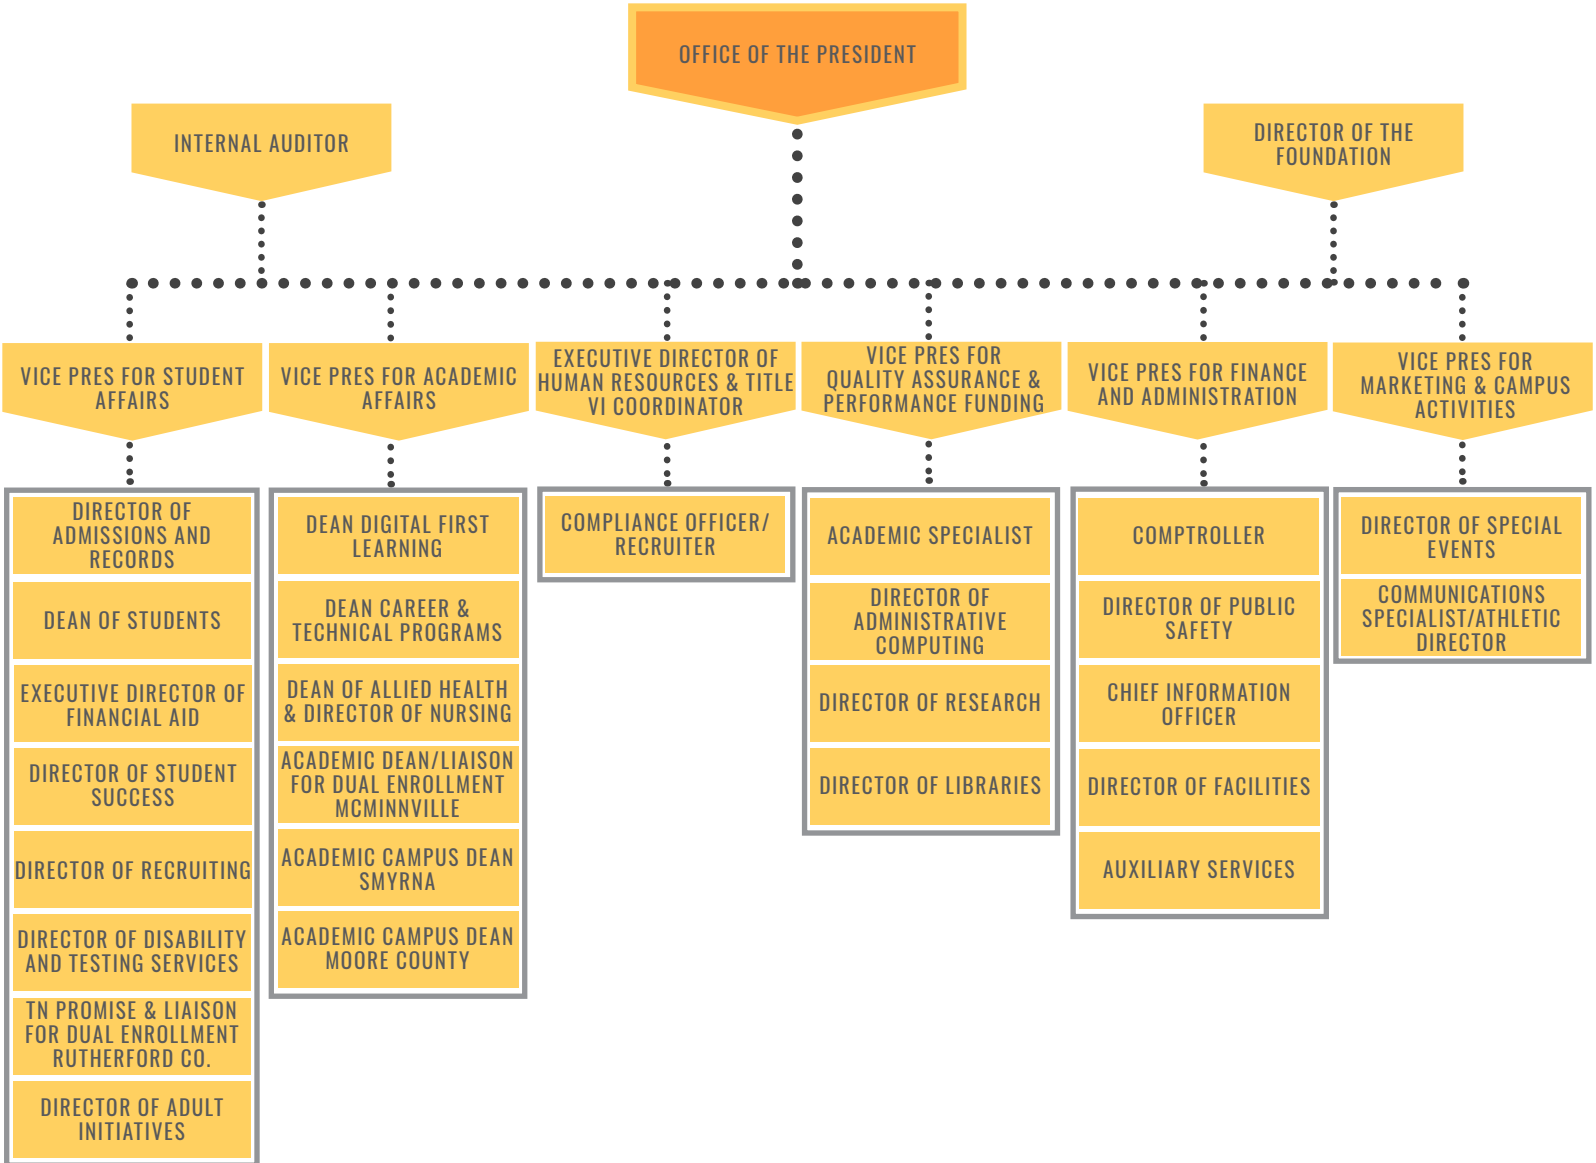 OFFICE OF THE PRESIDENT
INTERNAL AUDITOR
DIRECTOR OF THE
FOUNDATION
VICE PRES FOR STUDENT
AFFAIRS
VICE PRES FOR ACADEMIC
AFFAIRS
EXECUTIVE DIRECTOR OF
HUMAN RESOURCES & TITLE
VI COORDINATOR
VICE PRES FOR
QUALITY ASSURANCE &
PERFORMANCE FUNDING
VICE PRES FOR FINANCE
AND ADMINISTRATION
VICE PRES FOR
MARKETING & CAMPUS
ACTIVITIES
DIRECTOR OF
ADMISSIONS AND
RECORDS
DEAN OF STUDENTS
EXECUTIVE DIRECTOR OF
FINANCIAL AID
DIRECTOR OF STUDENT
SUCCESS
DIRECTOR OF RECRUITING
DIRECTOR OF DISABILITY
AND TESTING SERVICES
TN PROMISE & LIAISON
FOR DUAL ENROLLMENT
RUTHERFORD CO.
DIRECTOR OF ADULT
INITIATIVES
DEAN DIGITAL FIRST
LEARNING
DEAN CAREER &
TECHNICAL PROGRAMS
DEAN OF ALLIED HEALTH
& DIRECTOR OF NURSING
ACADEMIC DEAN/LIAISON
FOR DUAL ENROLLMENT
MCMINNVILLE
ACADEMIC CAMPUS DEAN
SMYRNA
ACADEMIC CAMPUS DEAN
MOORE COUNTY
COMPLIANCE OFFICER/
RECRUITER
ACADEMIC SPECIALIST
DIRECTOR OF
ADMINISTRATIVE
COMPUTING
DIRECTOR OF RESEARCH
DIRECTOR OF LIBRARIES
COMPTROLLER
DIRECTOR OF PUBLIC
SAFETY
CHIEF INFORMATION
OFFICER
DIRECTOR OF FACILITIES
AUXILIARY SERVICES
DIRECTOR OF SPECIAL
EVENTS
COMMUNICATIONS
SPECIALIST/ATHLETIC
DIRECTOR